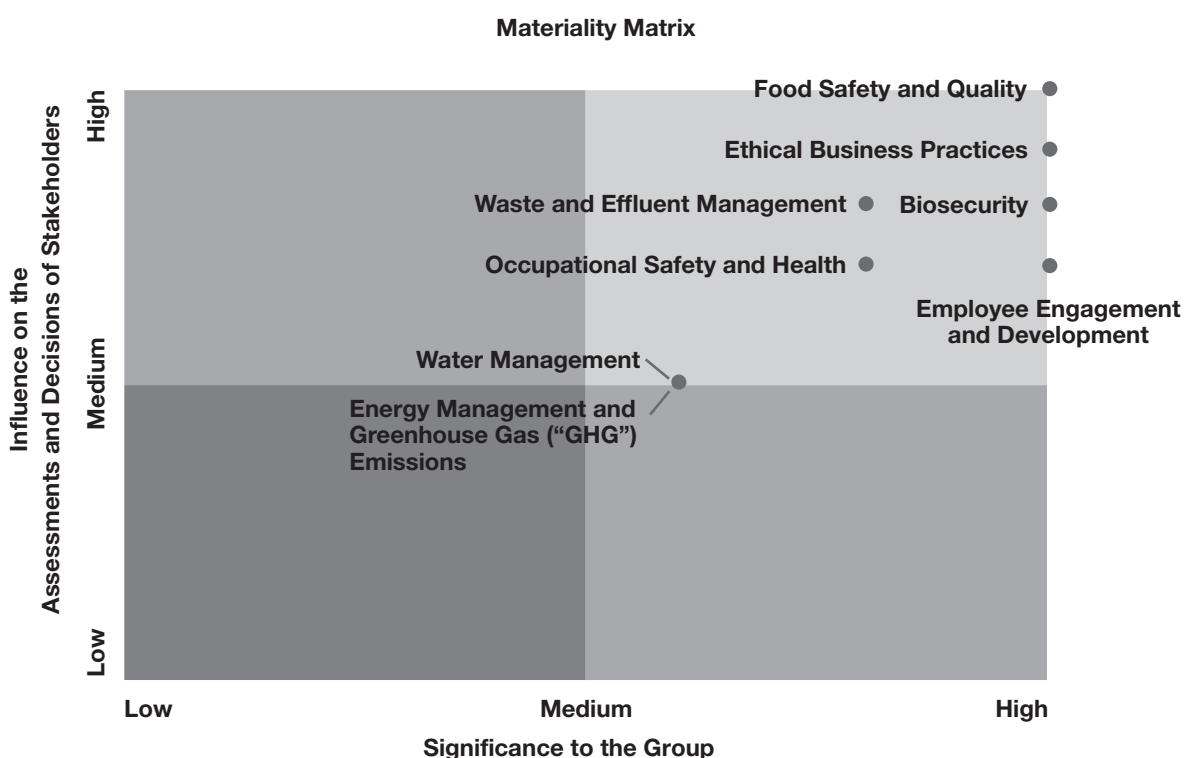 Materiality Matrix
Influence on the
Assessments and Decisions of Stakeholders
High
Medium
Low
Food Safety and Quality
Ethical Business Practices
Waste and Effluent Management
Biosecurity
Occupational Safety and Health
Employee Engagement
and Development
Water Management
Energy Management and
Greenhouse Gas (“GHG”)
Emissions
Low
Medium
High
Significance to the Group